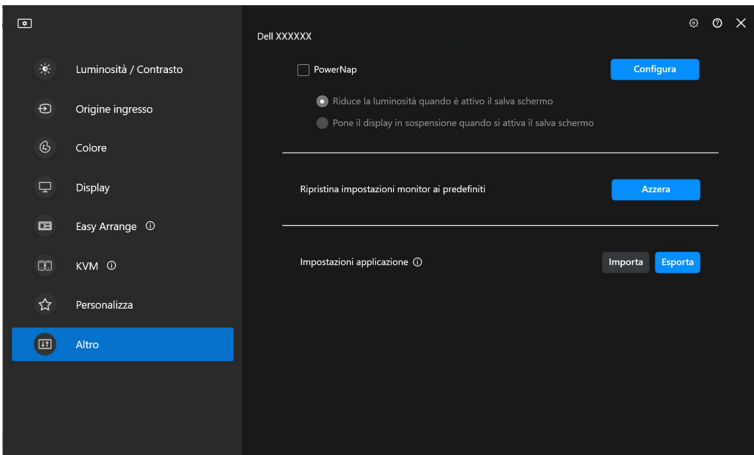 Dell XXXXXX
Luminosità / Contrasto
Origine ingresso
Colore
Display
Easy Arrange
KVM
Personalizza
Altro
PowerNap
Configura
Riduce la luminosità quando è attivo il salva schermo
Pone il display in sospensione quando si attiva il salva schermo
Ripristina impostazioni monitor ai predefiniti
Azzera
Impostazioni applicazione
Importa
Esporta